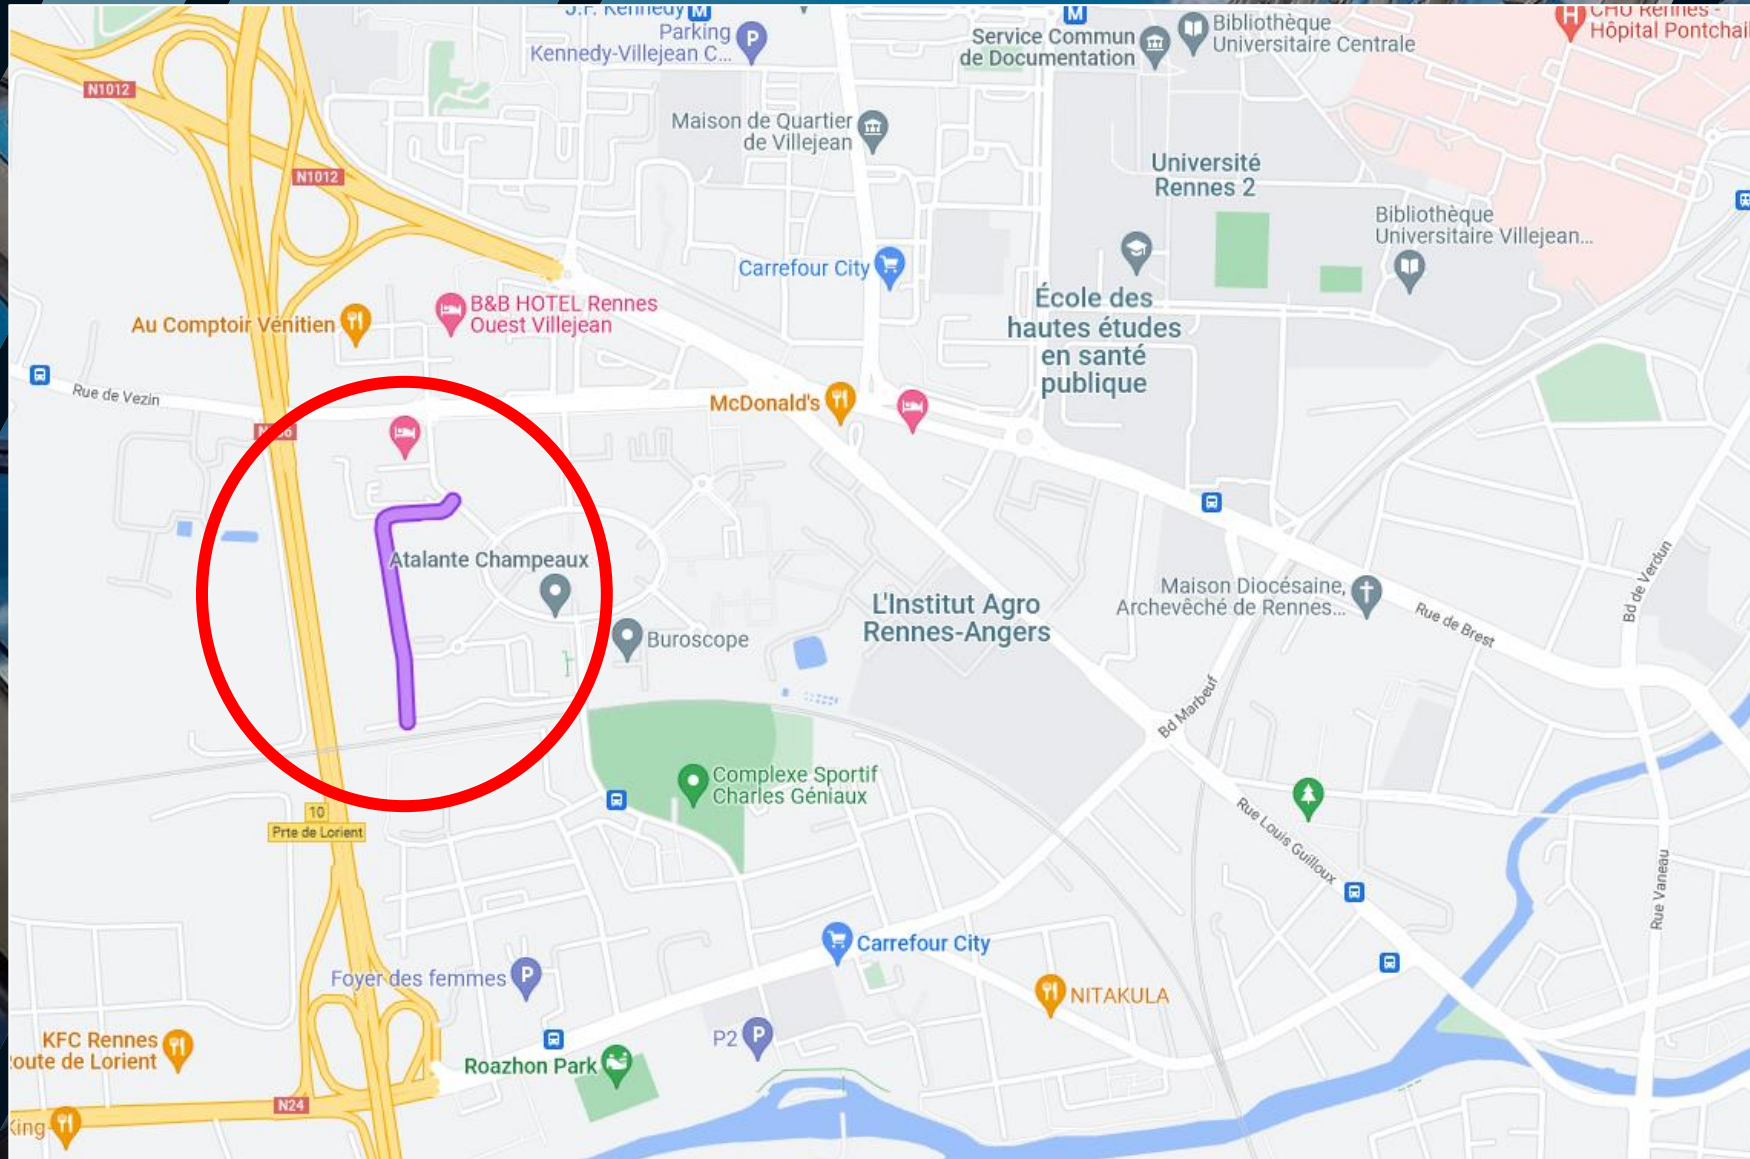 J.F. Kennedy
M
Parking
Kennedy-Villejean C...
P
M
Service Commun
de Documentation
Bibliothèque
Universitaire Centrale
H
CHU Rennes -
Hôpital Pontchail
N1012
Maison de Quartier
de Villejean
N1012
Université
Rennes 2
Bibliothèque
Universitaire Villejean...
Carrefour City
École des
hautes études
en santé
publique
B&B HOTEL Rennes
Ouest Villejean
Au Comptoir Vénitien
Rue de Vezin
McDonald's
Atalante Champeaux
Buroscope
L'Institut Agro
Rennes-Angers
Maison Diocésaine,
Archevêché de Rennes...
Rue de Brest
Bd de Verdun
Bd Marbeuf
Complexe Sportif
Charles Géniaux
10
Prte de Lorient
Rue Louis Guilloux
Rue Vaneau
Carrefour City
Foyer des femmes
P
NITAKULA
KFC Rennes
oute de Lorient
P2
P
Roazhon Park
N24
King